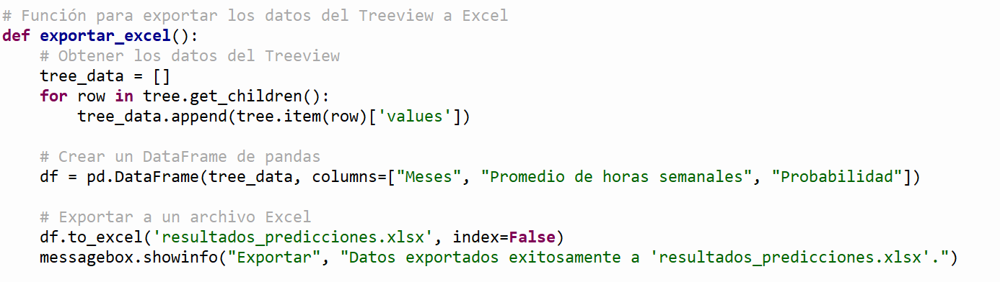 # Función para exportar los datos del Treeview a Excel
def exportar_excel():
    # Obtener los datos del Treeview
    tree_data = []
    for row in tree.get_children():
        tree_data.append(tree.item(row)['values'])
    # Crear un DataFrame de pandas
    df = pd.DataFrame(tree_data, columns=["Meses", "Promedio de horas semanales", "Probabilidad"])
    # Exportar a un archivo Excel
    df.to_excel('resultados_predicciones.xlsx', index=False)
    messagebox.showinfo("Exportar", "Datos exportados exitosamente a 'resultados_predicciones.xlsx'.")